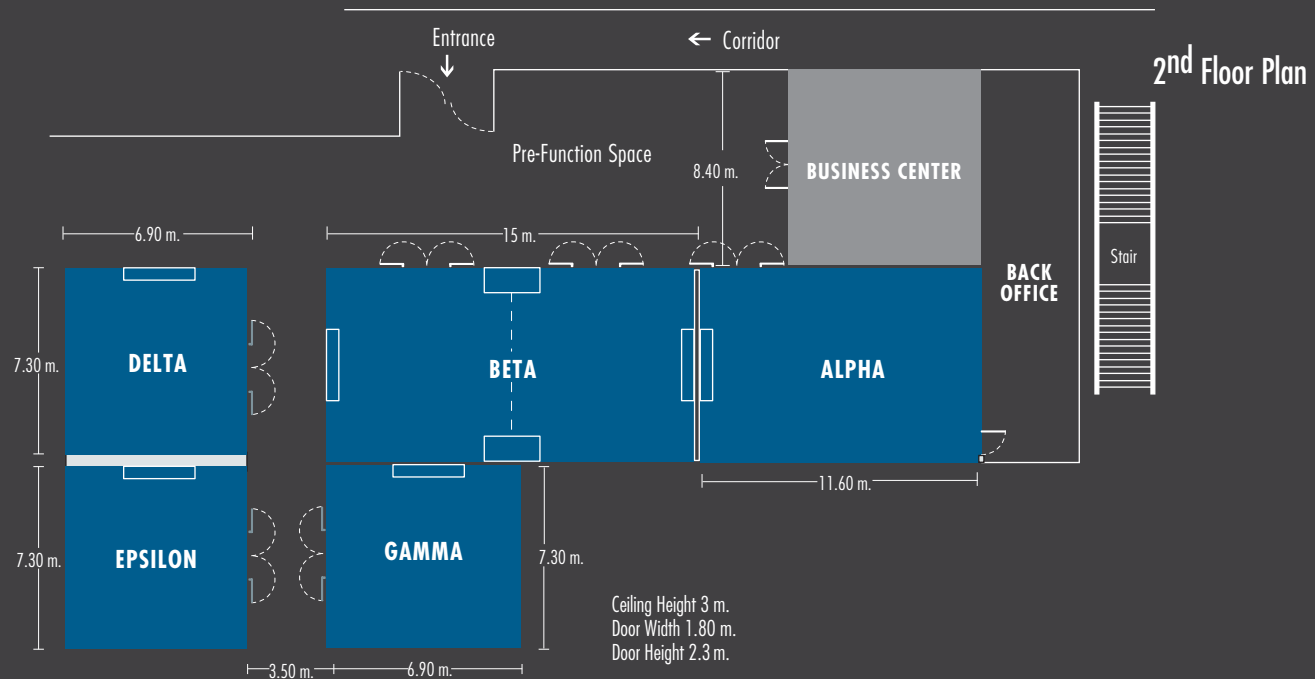 Entrance
← Corridor
2nd Floor Plan
Pre-Function Space
8.40 m.
BUSINESS CENTER
6.90 m.
15 m.
BACK
OFFICE
Stair
7.30 m.
DELTA
BETA
ALPHA
11.60 m.
7.30 m.
EPSILON
GAMMA
7.30 m.
Ceiling Height 3 m.
Door Width 1.80 m.
Door Height 2.3 m.
3.50 m.
6.90 m.